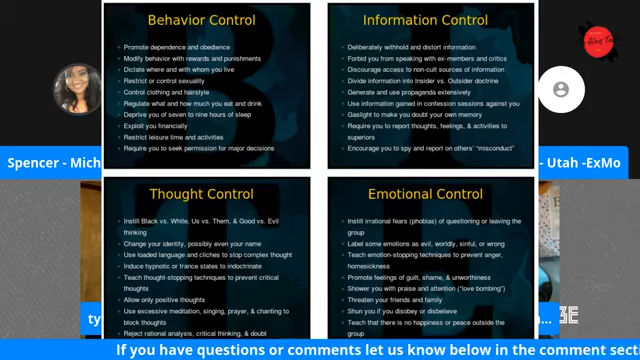 Behavior Control
Promote dependence and obedience
Modify behavior with rewards and punishments
Dictate where and with whom you live
Restrict or control sexuality
Control clothing and hairstyle
Regulate what and how much you eat and drink
Deprive you of seven to nine hours of sleep
Exploit you financially
Restrict leisure time and activities
Require you to seek permission for major decisions
Information Control
Deliberately withhold and distort information
Forbid you from speaking with ex-members and critics
Discourage access to non-cult sources of information
Divide information into Insider vs. Outsider doctrine
Generate and use propaganda extensively
Use information gained in confession sessions against you
Gaslight to make you doubt your own memory
Require you to report thoughts, feelings, & activities to
superiors
Encourage you to spy and report on others' "misconduct"
Spencer - Mich
- Utah -ExMo
Thought Control
Instill Black vs. White, Us vs. Them, & Good vs. Evil
thinking
Change your identity, possibly even your name
Use loaded language and cliches to stop complex thought
Induce hypnotic or trance states to indoctrinate
Teach thought-stopping techniques to prevent critical
thoughts
Allow only positive thoughts
Use excessive meditation, singing, prayer, & chanting to
block thoughts
Reject rational analysis, critical thinking, & doubt
Emotional Control
Instill irrational fears (phobias) of questioning or leaving the
group
Label some emotions as evil, worldly, sinful, or wrong
Teach emotion-stopping techniques to prevent anger,
homesickness
Promote feelings of guilt, shame, & unworthiness
Shower you with praise and attention ("love bombing")
Threaten your friends and family
Shun you if you disobey or disbelieve
Teach that there is no happiness or peace outside the
group
ty
If you have questions or comments let us know below in the comment sect